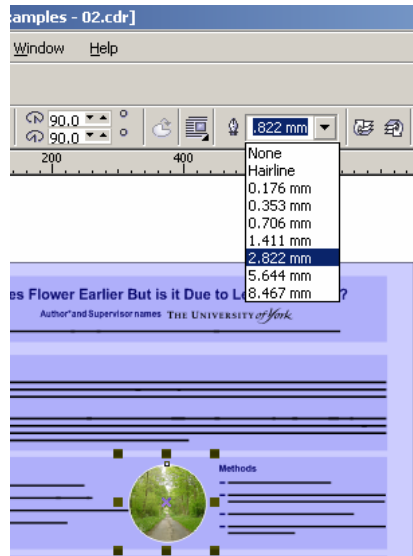 amples - 02.cdr]
Window Help
90.0 °
90.0 °
.822 mm
200 400
None
Hairline
0.176 mm
0.353 mm
0.706 mm
1.411 mm
2.822 mm
5.644 mm
8.467 mm
es Flower Earlier But is it Due to L ?
Author*and Supervisor names THE UNIVERSITY of York
Methods